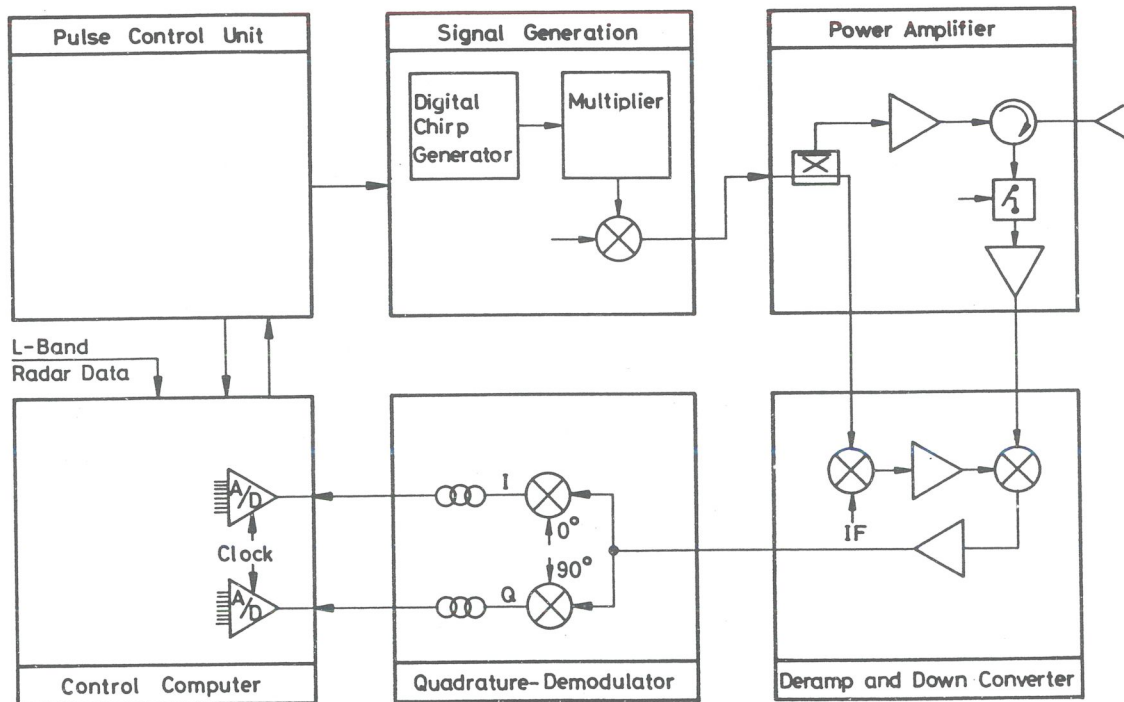 Pulse Control Unit
Signal Generation
Power Amplifier
Digital
Chirp
Generator
Multiplier
L-Band
Radar Data
A/D
Clock
A/D
I
0°
90°
Q
IF
Control Computer
Quadrature-Demodulator
Deramp and Down Converter